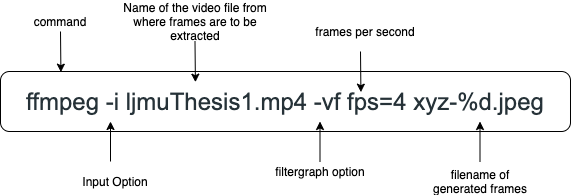 command
Name of the video file from
where frames are to be
extracted
frames per second
ffmpeg -i ljmuThesis1.mp4 -vf fps=4 xyz-%d.jpeg
Input Option
filtergraph option
filename of
generated frames